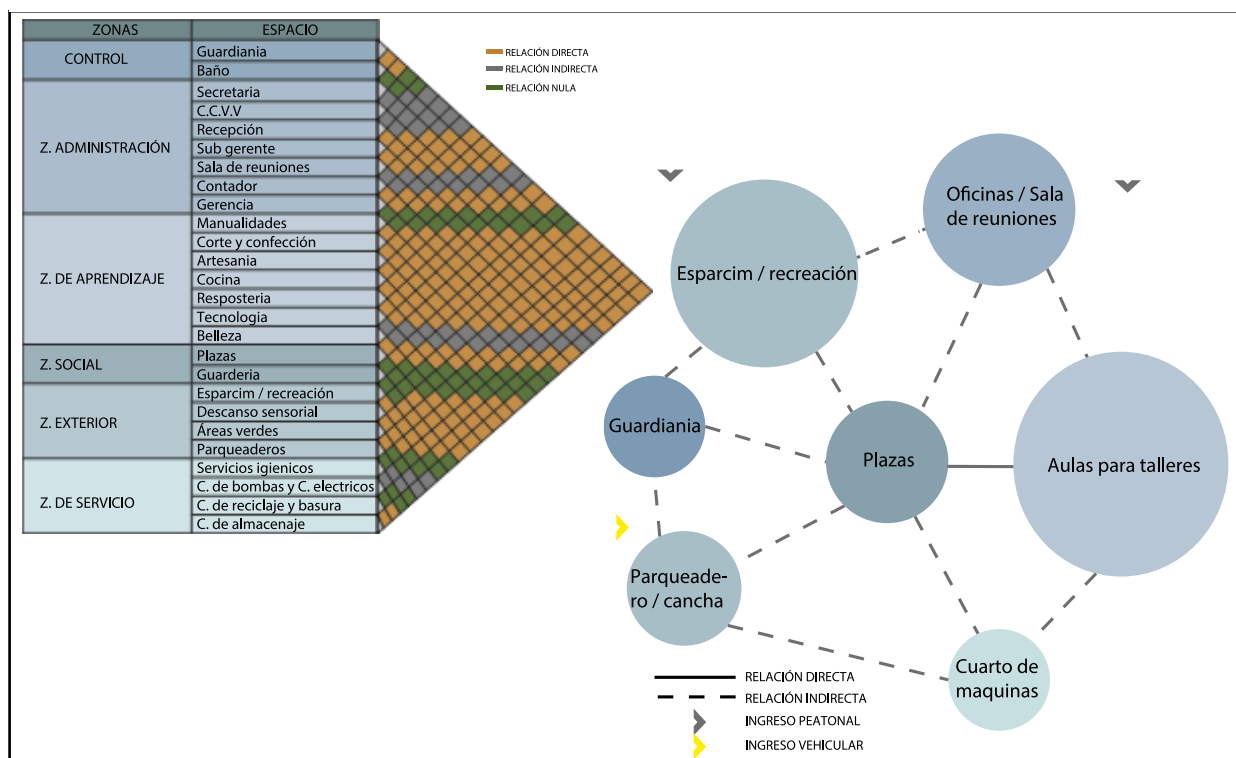 ZONAS ESPACIO
CONTROL
Guardiania
Baño
Z. ADMINISTRACIÓN
Secretaria
C.C.V.V
Recepción
Sub gerente
Sala de reuniones
Contador
Gerencia
Z. DE APRENDIZAJE
Manualidades
Corte y confección
Artesania
Cocina
Resposteria
Tecnologia
Belleza
Z. SOCIAL
Plazas
Guarderia
Z. EXTERIOR
Esparcim / recreación
Descanso sensorial
Áreas verdes
Parqueaderos
Z. DE SERVICIO
Servicios igienicos
C. de bombas y C. electricos
C. de reciclaje y basura
C. de almacenaje
RELACIÓN DIRECTA
RELACIÓN INDIRECTA
RELACIÓN NULA
Oficinas / Sala
de reuniones
Esparcim / recreación
Guardiania
Plazas
Aulas para talleres
Parqueade-
ro / cancha
Cuarto de
maquinas
RELACIÓN DIRECTA
RELACIÓN INDIRECTA
INGRESO PEATONAL
INGRESO VEHICULAR